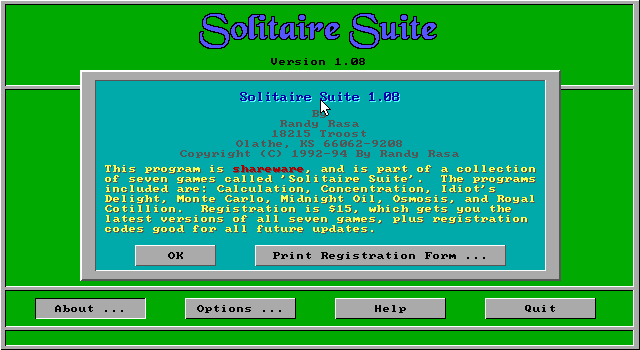 Solitaire Suite
Version 1.08
Solitaire Suite 1.08
By
Randy Rasa
18215 Troost
Olathe, KS 66062-9208
Copyright (C) 1992-94 By Randy Rasa
This program is shareware, and is part of a collection
of seven games called 'Solitaire Suite'.  The programs
included are: Calculation, Concentration, Idiot's
Delight, Monte Carlo, Midnight Oil, Osmosis, and Royal
Cotillion.  Registration is $15, which gets you the
latest versions of all seven games, plus registration
codes good for all future updates.
OK
Print Registration Form ...
About ...
Options ...
Help
Quit